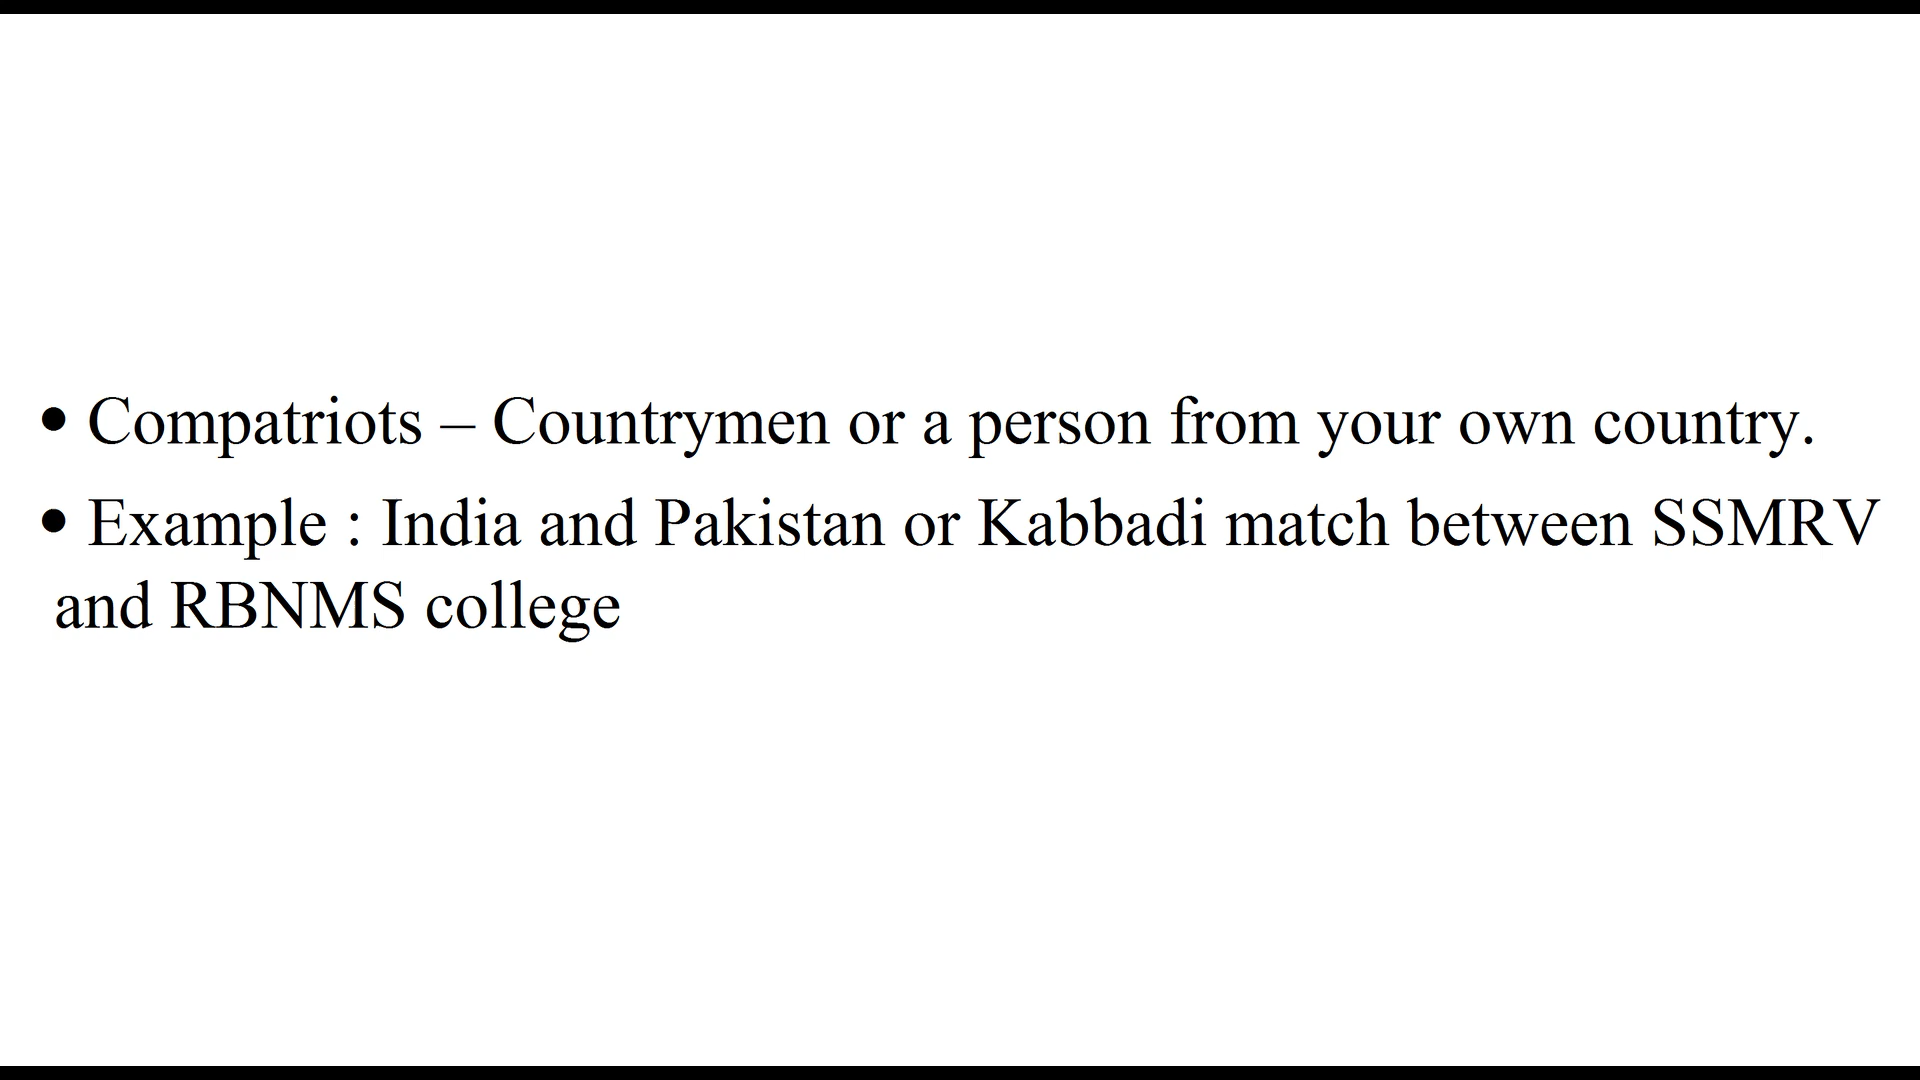 • Compatriots – Countrymen or a person from your own country.
• Example : India and Pakistan or Kabbadi match between SSMRV
and RBNMS college